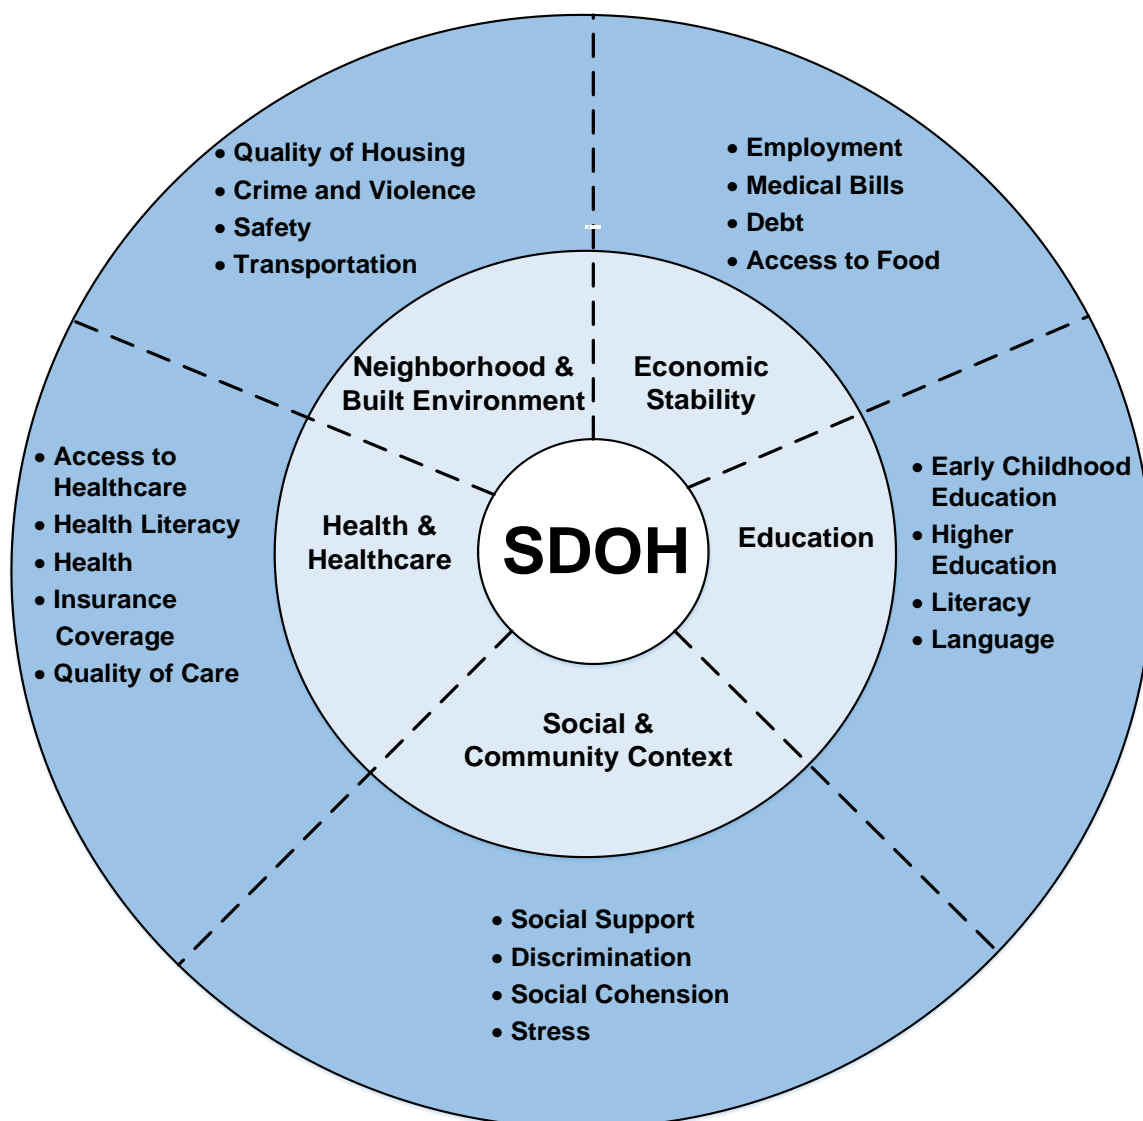 • Quality of Housing
• Crime and Violence
• Safety
• Transportation
• Employment
• Medical Bills
• Debt
• Access to Food
Neighborhood &
Built Environment
Economic
Stability
• Access to
Healthcare
• Health Literacy
• Health
• Insurance
Coverage
• Quality of Care
Health &
Healthcare
SDOH
Education
• Early Childhood
Education
• Higher
Education
• Literacy
• Language
Social &
Community Context
• Social Support
• Discrimination
• Social Cohension
• Stress